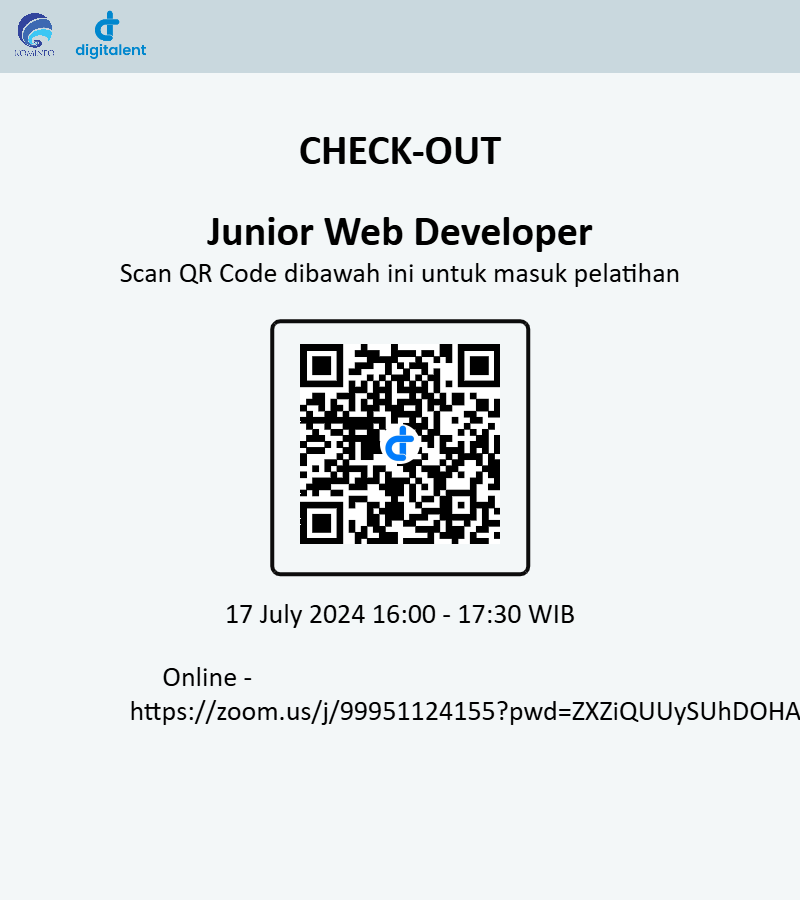 KOMINFO
digitalent
CHECK-OUT
Junior Web Developer
Scan QR Code dibawah ini untuk masuk pelatihan
17 July 2024 16:00 - 17:30 WIB
Online -
https://zoom.us/j/99951124155?pwd=ZXZiQUUySUhDOHA